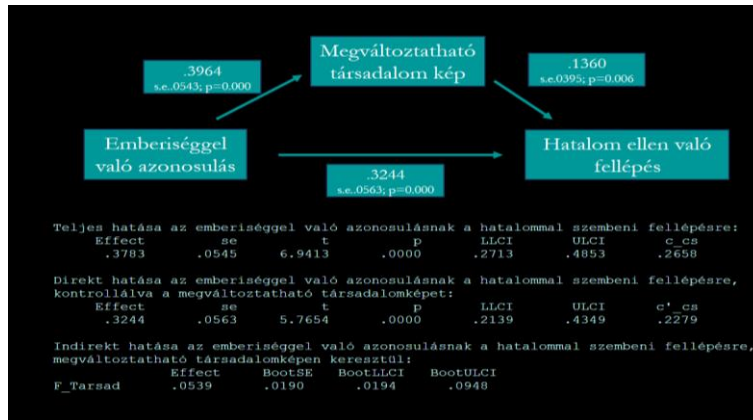 Megváltoztatható
társadalom kép
.3964
s.e..0543; p=0.000
.1360
s.e.0395; p=0.006
Emberiséggel
való azonosulás
Hatalom ellen való
fellépés
.3244
s.e..0563; p=0.000
Teljes hatása az emberiséggel való azonosulásnak a hatalommal szembeni fellépésre:
Effect se t p LLCI ULCI c_cs
.3783 .0545 6.9413 .0000 .2713 .4853 .2658
Direkt hatása az emberiséggel való azonosulásnak a hatalommal szembeni fellépésre,
kontrollálva a megváltoztatható társadalomképet:
Effect se t p LLCI ULCI c'_cs
.3244 .0563 5.7654 .0000 .2139 .4349 .2279
Indirekt hatása az emberiséggel való azonosulásnak a hatalommal szembeni fellépésre,
megváltoztatható társadalomképen keresztül:
Effect BootSE BootLLCI BootULCI
F_Tarsad .0539 .0190 .0194 .0948